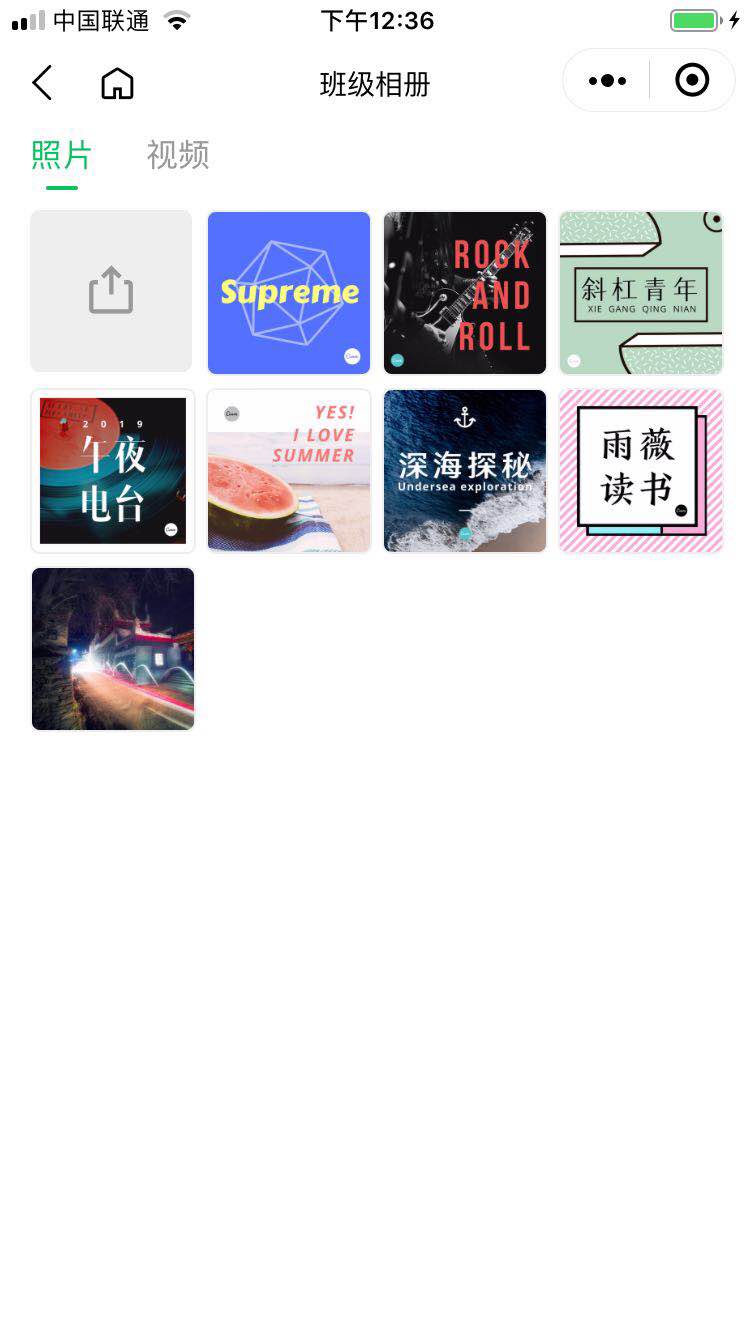 中国联通
下午12:36
班级相册
照片
视频
Supreme
ROCK
AND
ROLL
斜杠青年
XIE GANG QING NIAN
2019
午夜
电台
YES!
I LOVE
SUMMER
深海探秘
Undersea exploration
雨薇
读书